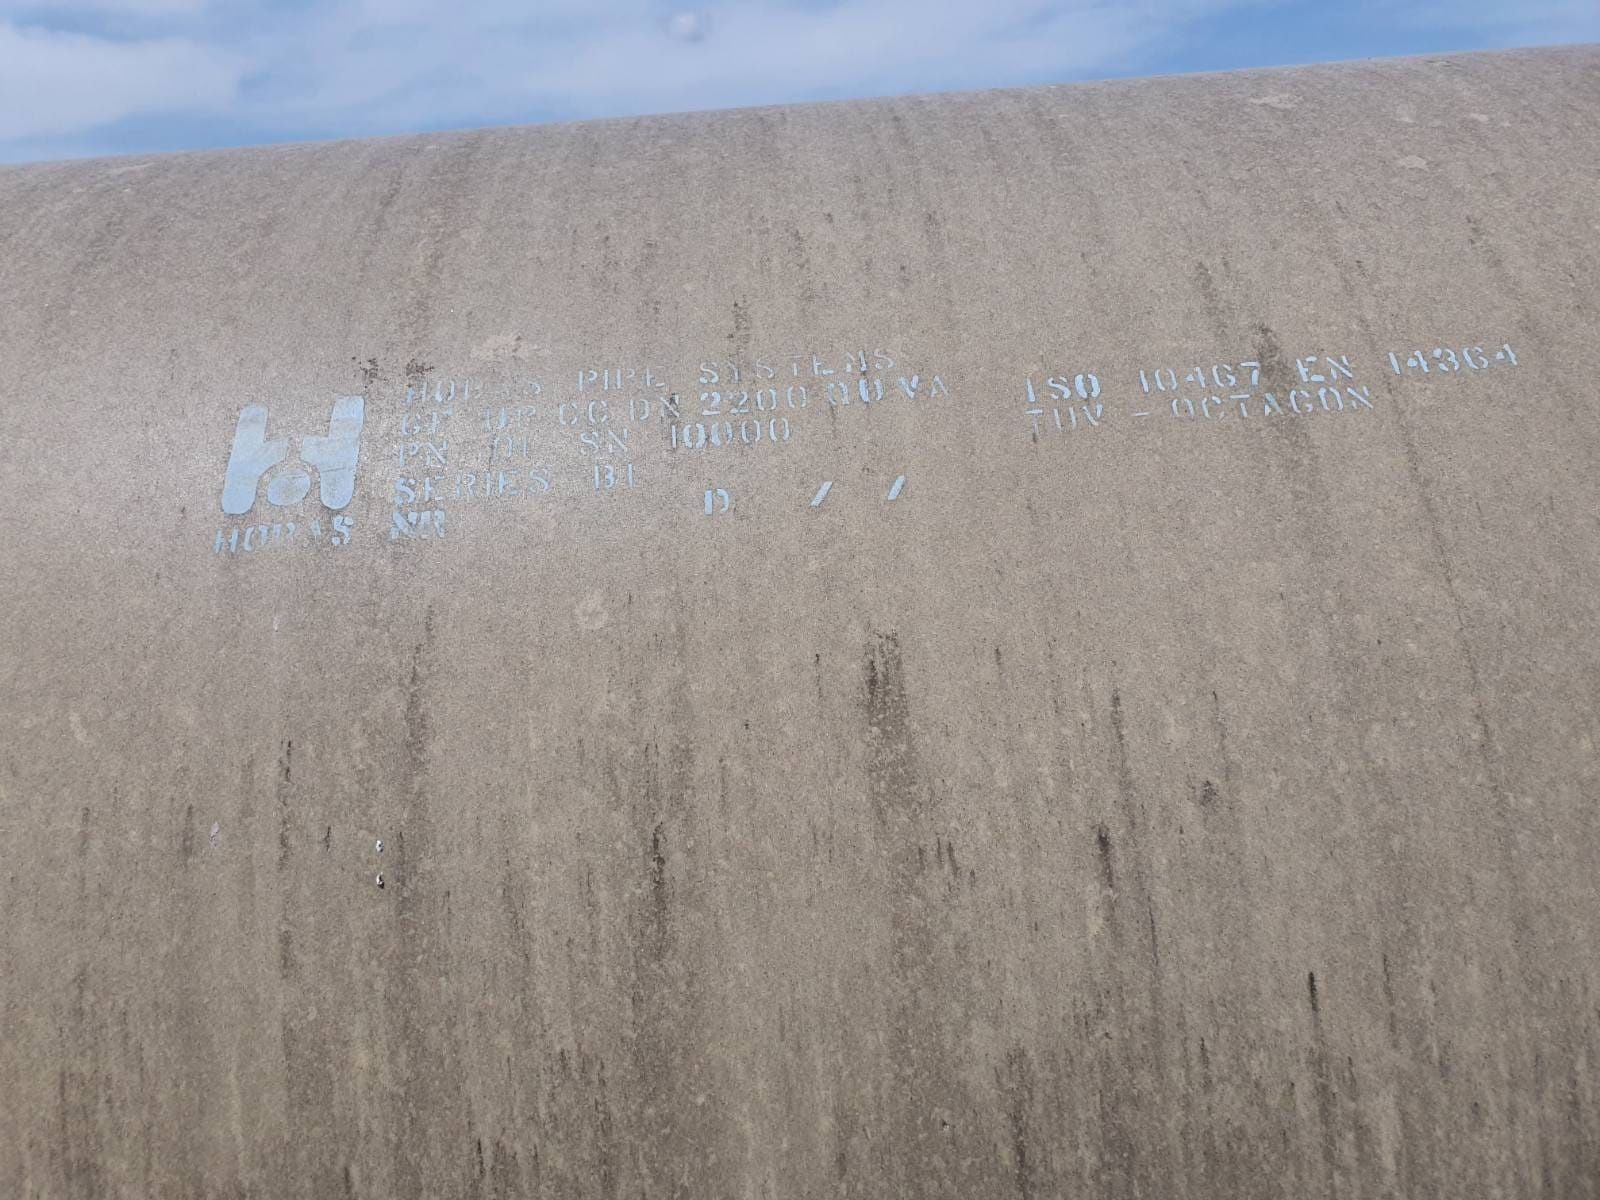 HOBAS PIPE SYSTEMS
GF UP CC DN 2200 OD VA
PN 01 SN 10000
SERIES B1
HOBAS NR D / /
ISO 10467 EN 14364
TUV - OCTAGON